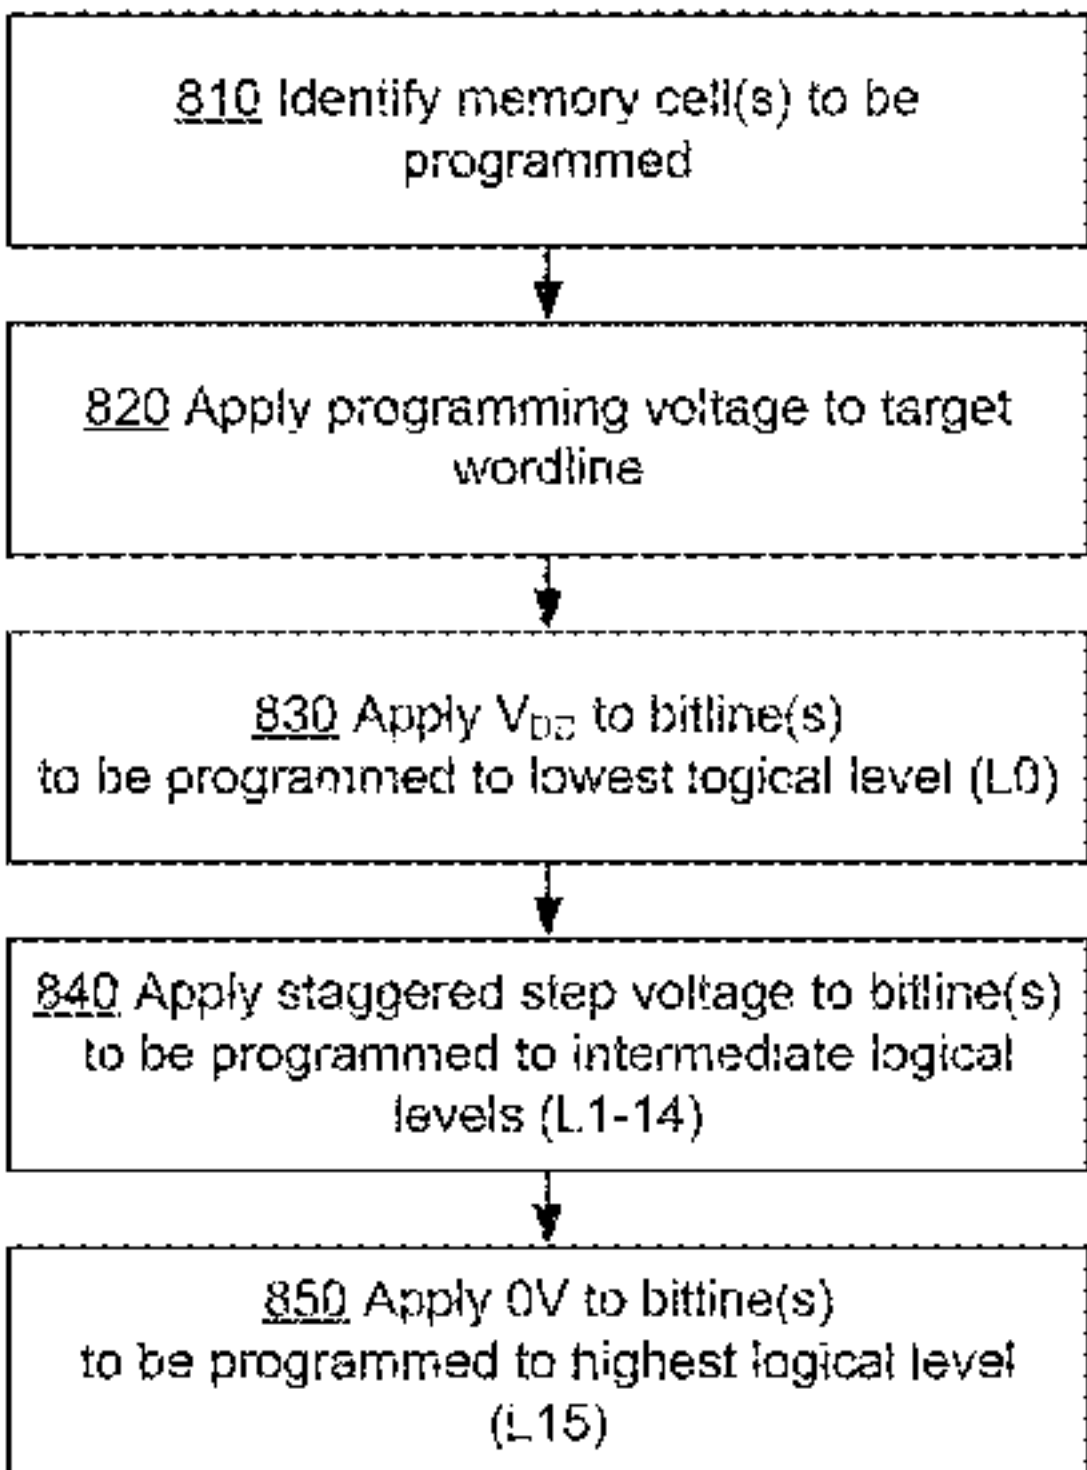 810 Identify memory cell(s) to be
programmed
820 Apply programming voltage to target
wordline
830 Apply to bitline(s)
to be programmed to lowest logical level (L0)
840 Apply staggered step voltage to bitline(s)
to be programmed to intermediate logical
levels (L1-14)
850 Apply 0V to bitline(s)
to be programmed to highest logical level
(L15)